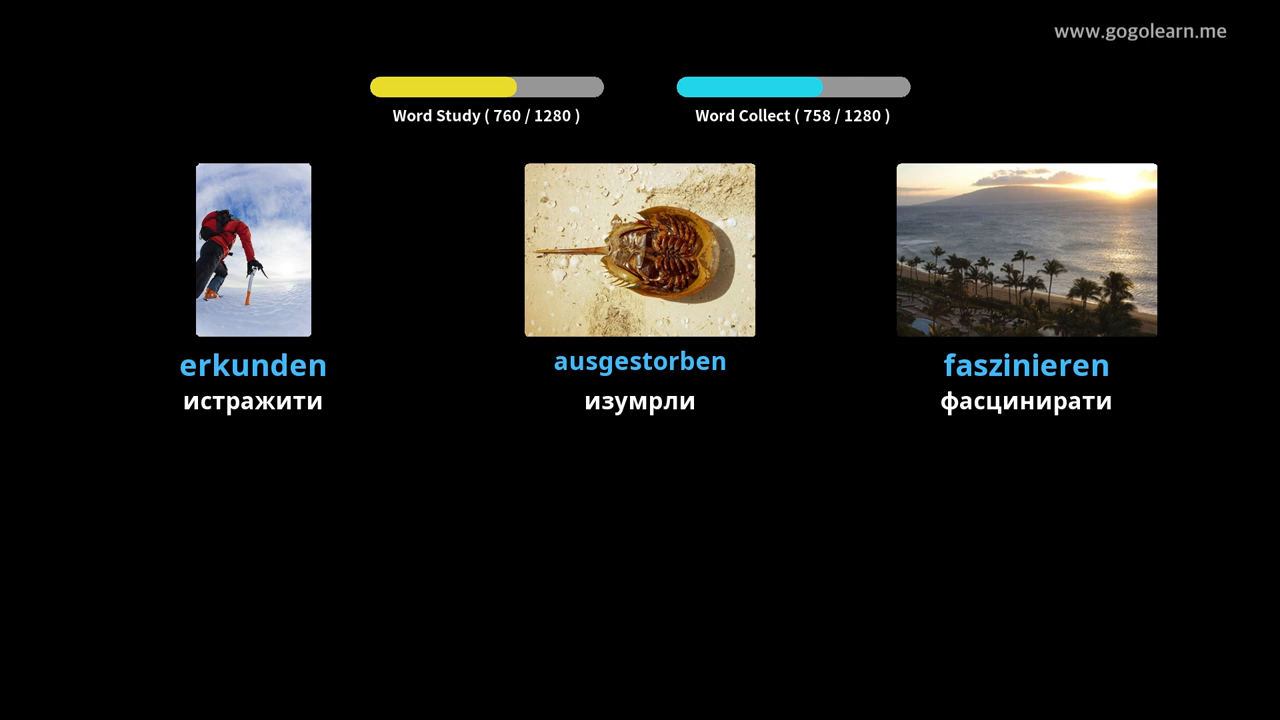 www.gogolearn.me
Word Study ( 760 / 1280 )
Word Collect ( 758 / 1280 )
erkunden
истражити
ausgestorben
изумрли
faszinieren
фасцинирати